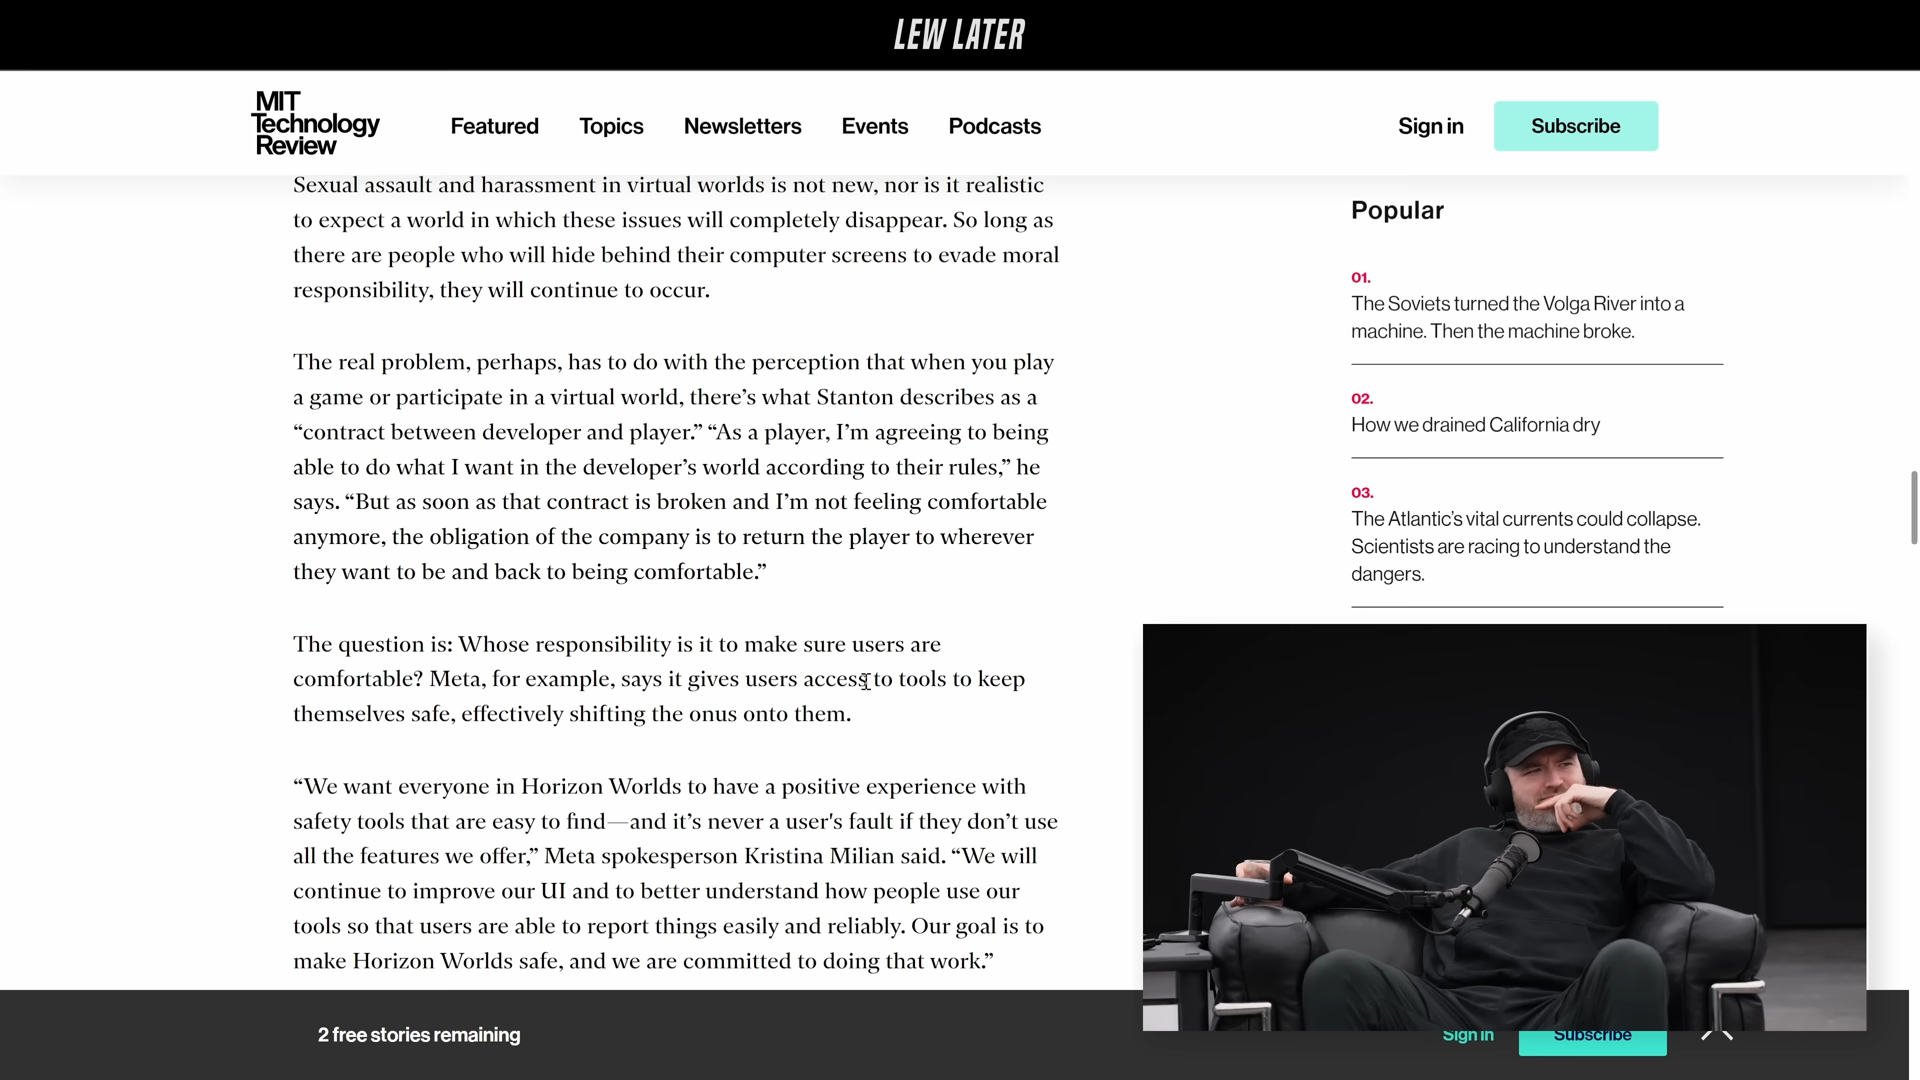 LEW LATER
MIT
Technology
Review
Featured
Topics
Newsletters
Events
Podcasts
Sign in
Subscribe
Sexual assault and harassment in virtual worlds is not new, nor is it realistic
to expect a world in which these issues will completely disappear. So long as
there are people who will hide behind their computer screens to evade moral
responsibility, they will continue to occur.
The real problem, perhaps, has to do with the perception that when you play
a game or participate in a virtual world, there’s what Stanton describes as a
“contract between developer and player.” “As a player, I’m agreeing to being
able to do what I want in the developer’s world according to their rules,” he
says. “But as soon as that contract is broken and I’m not feeling comfortable
anymore, the obligation of the company is to return the player to wherever
they want to be and back to being comfortable.”
The question is: Whose responsibility is it to make sure users are
comfortable? Meta, for example, says it gives users access to tools to keep
themselves safe, effectively shifting the onus onto them.
“We want everyone in Horizon Worlds to have a positive experience with
safety tools that are easy to find—and it’s never a user's fault if they don’t use
all the features we offer,” Meta spokesperson Kristina Milian said. “We will
continue to improve our UI and to better understand how people use our
tools so that users are able to report things easily and reliably. Our goal is to
make Horizon Worlds safe, and we are committed to doing that work.”
Popular
01.
The Soviets turned the Volga River into a
machine. Then the machine broke.
02.
How we drained California dry
03.
The Atlantic’s vital currents could collapse.
Scientists are racing to understand the
dangers.
2 free stories remaining
Sign in
Subscribe